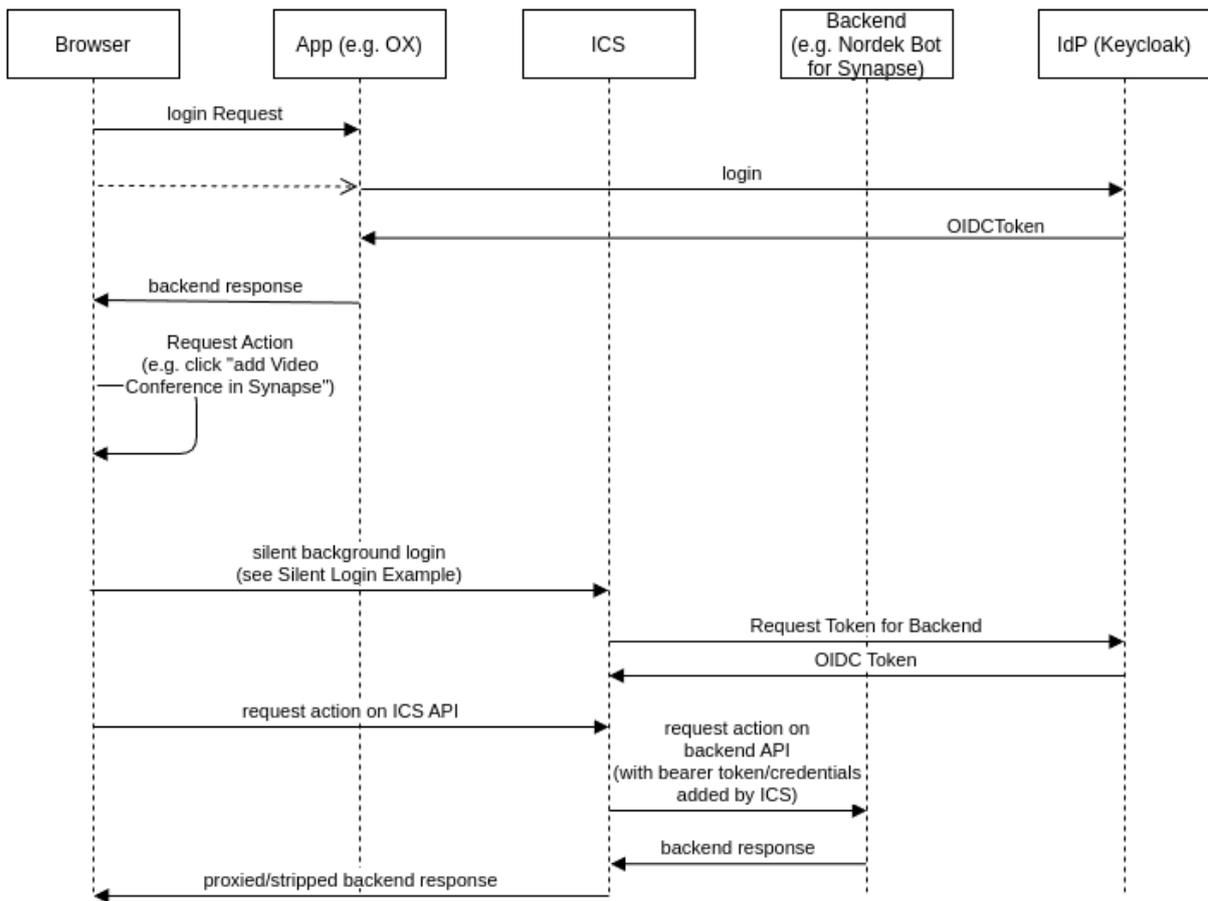 Browser
App (e.g. OX)
ICS
Backend
(e.g. Nordek Bot
for Synapse)
IdP (Keycloak)
login Request
login
OIDCToken
backend response
Request Action
(e.g. click "add Video
Conference in Synapse")
silent background login
(see Silent Login Example)
Request Token for Backend
OIDC Token
request action on ICS API
request action on
backend API
(with bearer token/credentials
added by ICS)
backend response
proxied/stripped backend response